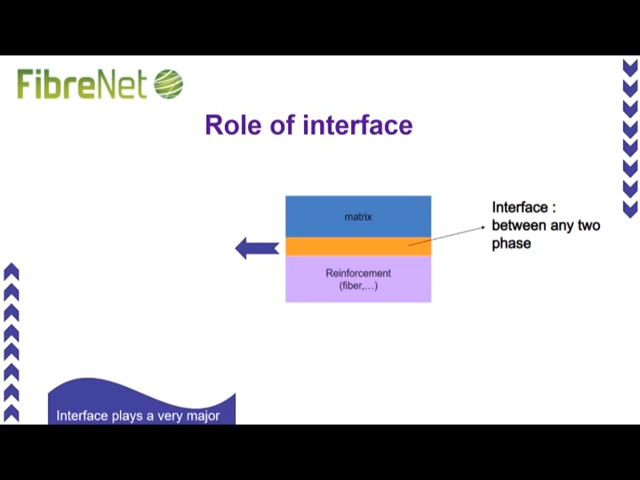 FibreNet
Role of interface
matrix
Interface :
between any two
phase
Reinforcement
(fiber,...)
Interface plays a very major